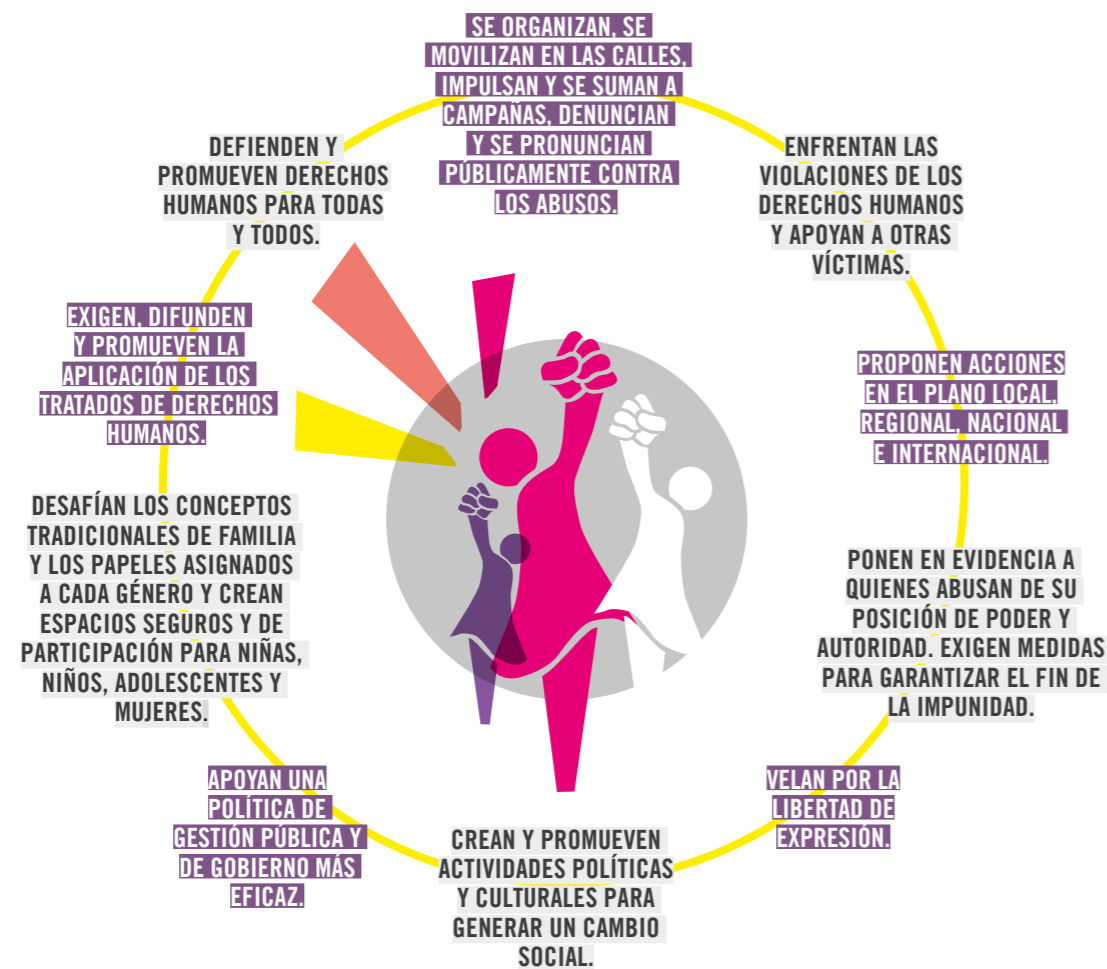 SE ORGANIZAN, SE
MOVILIZAN EN LAS CALLES,
IMPULSAN Y SE SUMAN A
CAMPAÑAS, DENUNCIAN
Y SE PRONUNCIAN
PÚBLICAMENTE CONTRA
LOS ABUSOS.
ENFRENTAN LAS
VIOLACIONES DE LOS
DERECHOS HUMANOS
Y APOYAN A OTRAS
VÍCTIMAS.
PROPONEN ACCIONES
EN EL PLANO LOCAL,
REGIONAL, NACIONAL
E INTERNACIONAL.
PONEN EN EVIDENCIA A
QUIENES ABUSAN DE SU
POSICIÓN DE PODER Y
AUTORIDAD. EXIGEN MEDIDAS
PARA GARANTIZAR EL FIN DE
LA IMPUNIDAD.
VELAN POR LA
LIBERTAD DE
EXPRESIÓN.
CREAN Y PROMUEVEN
ACTIVIDADES POLÍTICAS
Y CULTURALES PARA
GENERAR UN CAMBIO
SOCIAL.
APOYAN UNA
POLÍTICA DE
GESTIÓN PÚBLICA Y
DE GOBIERNO MÁS
EFICAZ.
DESAFÍAN LOS CONCEPTOS
TRADICIONALES DE FAMILIA
Y LOS PAPELES ASIGNADOS
A CADA GÉNERO Y CREAN
ESPACIOS SEGUROS Y DE
PARTICIPACIÓN PARA NIÑAS,
NIÑOS, ADOLESCENTES Y
MUJERES.
EXIGEN, DIFUNDEN
Y PROMUEVEN LA
APLICACIÓN DE LOS
TRATADOS DE DERECHOS
HUMANOS.
DEFIENDEN Y
PROMUEVEN DERECHOS
HUMANOS PARA TODAS
Y TODOS.